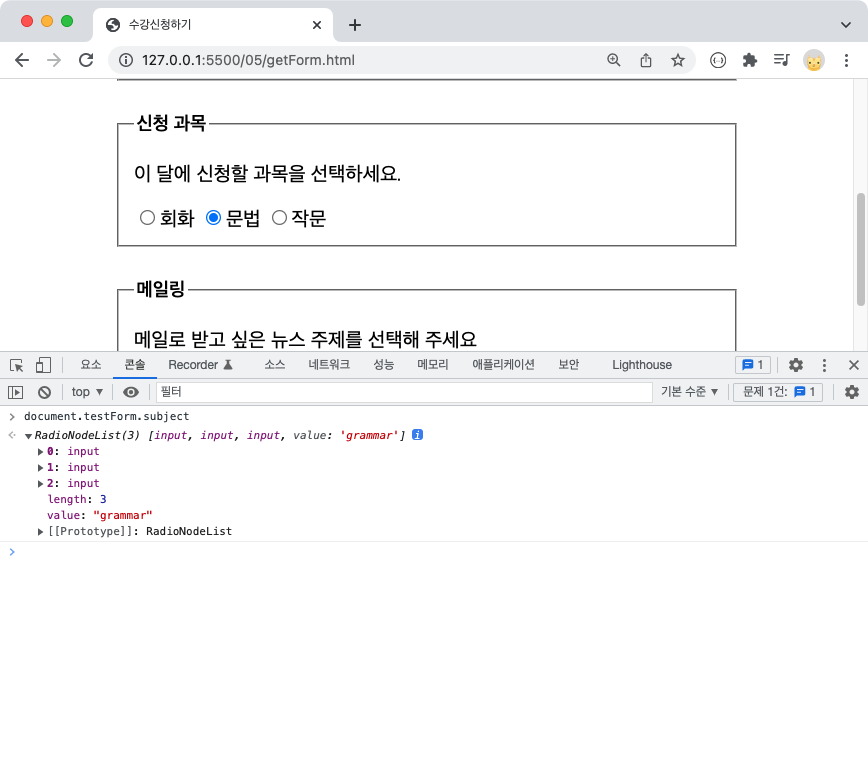 수강신청하기
127.0.0.1:5500/05/getForm.html
신청 과목
이 달에 신청할 과목을 선택하세요.
회화 문법 작문
메일링
메일로 받고 싶은 뉴스 주제를 선택해 주세요
요소 콘솔 Recorder 소스 네트워크 성능 메모리 애플리케이션 보안 Lighthouse 1
top ▼ 필터 기본 수준 ▼ 문제 1건: 1
> document.testForm.subject
RadioNodeList(3) [input, input, input, value: 'grammar'] i
0: input
1: input
2: input
length: 3
value: "grammar"
[[Prototype]]: RadioNodeList
>